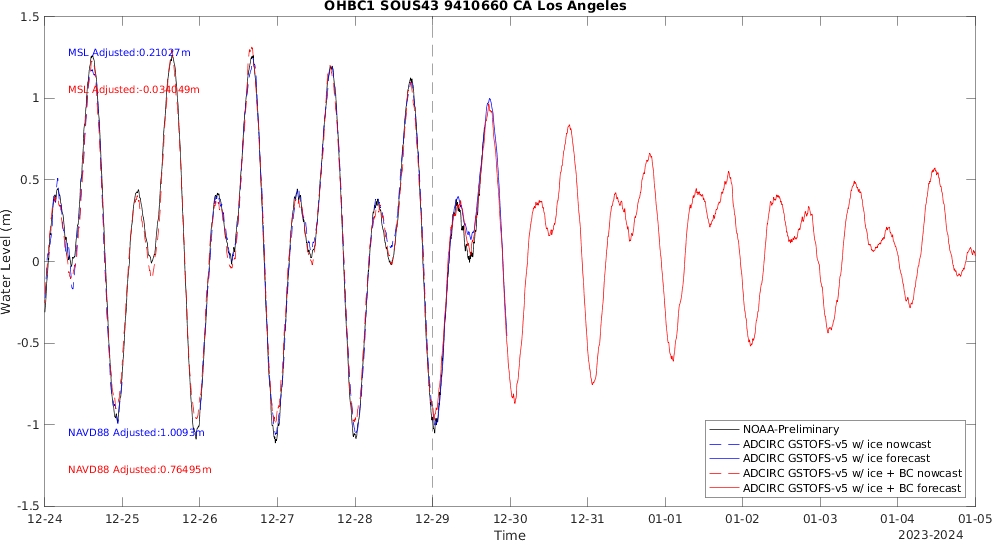 OHBC1 SOUS43 9410660 CA Los Angeles
1.5
MSL Adjusted:0.21027m
MSL Adjusted:-0.034049m
1
0.5
Water Level (m)
0
-0.5
-1
NAVD88 Adjusted:1.0093m
NAVD88 Adjusted:0.76495m
-1.5
NOAA-Preliminary
ADCIRC GSTOFS-v5 w/ ice nowcast
ADCIRC GSTOFS-v5 w/ ice forecast
ADCIRC GSTOFS-v5 w/ ice + BC nowcast
ADCIRC GSTOFS-v5 w/ ice + BC forecast
12-24 12-25 12-26 12-27 12-28 12-29 12-30 12-31 01-01 01-02 01-03 01-04 01-05
Time
2023-2024